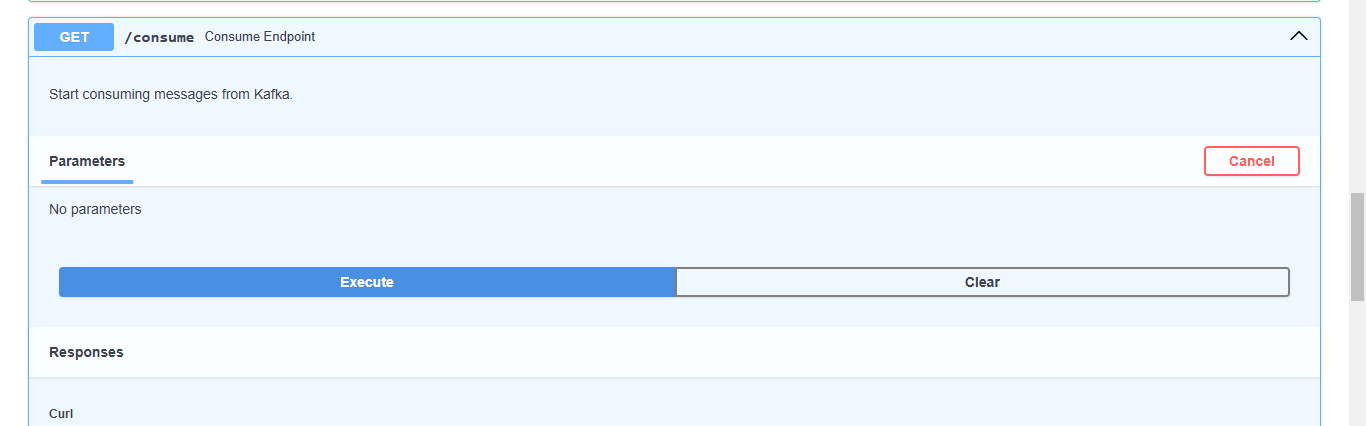 GET /consume Consume Endpoint
Start consuming messages from Kafka.
Parameters Cancel
No parameters
Execute Clear
Responses
Curl